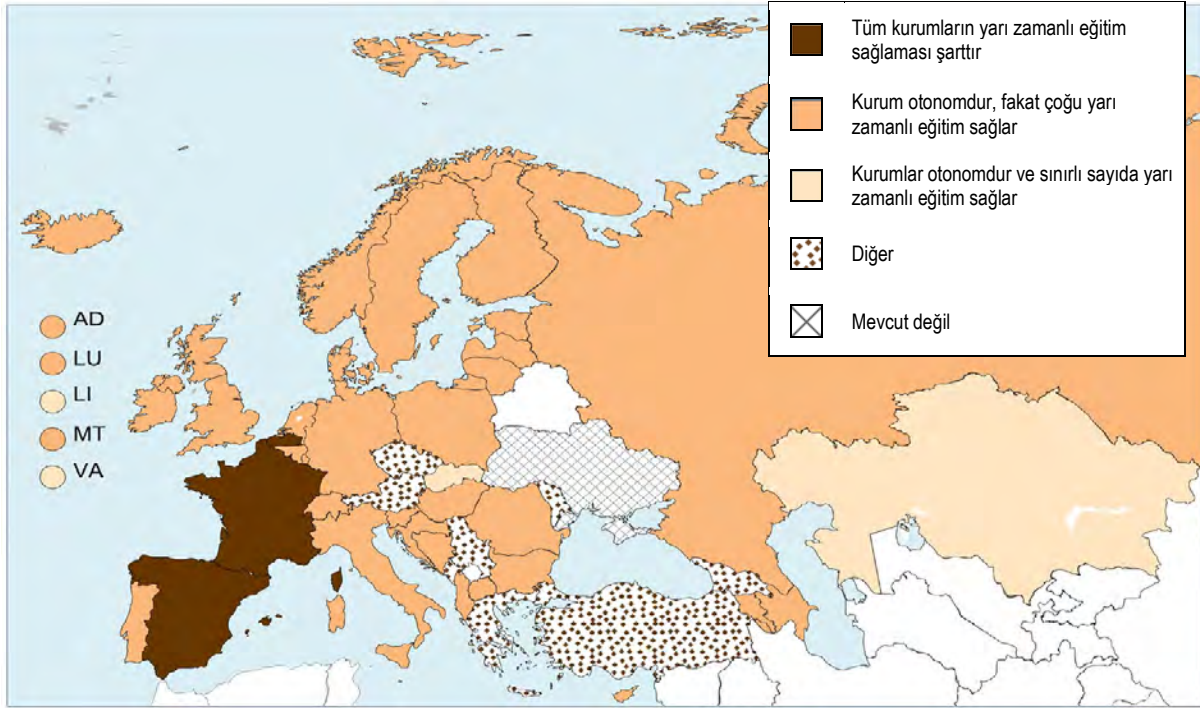 Tüm kurumların yarı zamanlı eğitim
sağlaması şarttır
Kurum otonomdur, fakat çoğu yarı
zamanlı eğitim sağlar
Kurumlar otonomdur ve sınırlı sayıda yarı
zamanlı eğitim sağlar
Diğer
Mevcut değil
AD
LU
LI
MT
VA